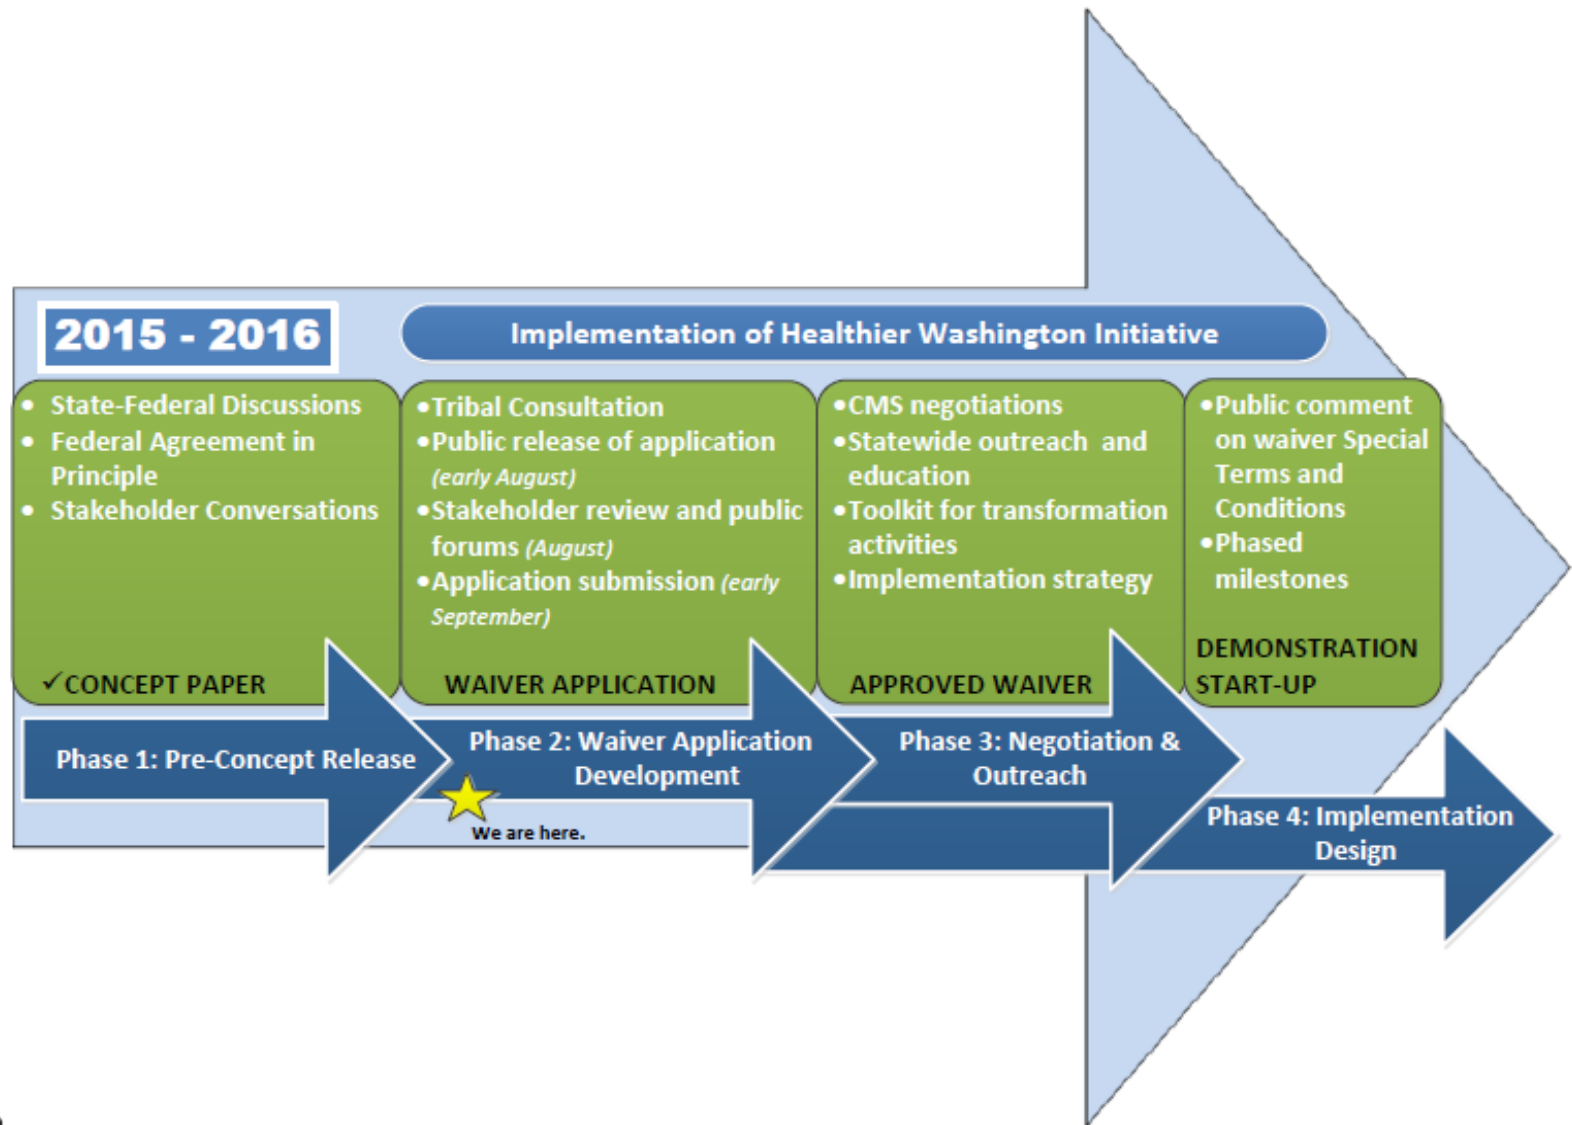 2015 - 2016
Implementation of Healthier Washington Initiative
• State-Federal Discussions
• Federal Agreement in
Principle
• Stakeholder Conversations
✓CONCEPT PAPER
•Tribal Consultation
•Public release of application
(early August)
•Stakeholder review and public
forums (August)
•Application submission (early
September)
WAIVER APPLICATION
•CMS negotiations
•Statewide outreach and
education
•Toolkit for transformation
activities
•Implementation strategy
APPROVED WAIVER
•Public comment
on waiver Special
Terms and
Conditions
•Phased
milestones
DEMONSTRATION
START-UP
Phase 1: Pre-Concept Release
Phase 2: Waiver Application
Development
We are here.
Phase 3: Negotiation &
Outreach
Phase 4: Implementation
Design